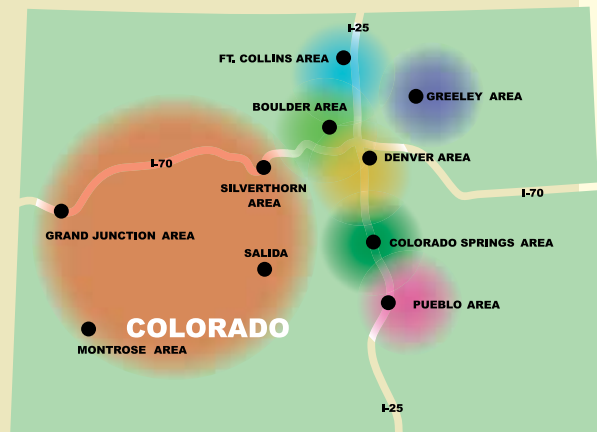 I-25
FT. COLLINS AREA
GREELEY AREA
BOULDER AREA
DENVER AREA
I-70
SILVERTHORN
AREA
I-70
GRAND JUNCTION AREA
COLORADO SPRINGS AREA
SALIDA
PUEBLO AREA
COLORADO
MONTROSE AREA
I-25